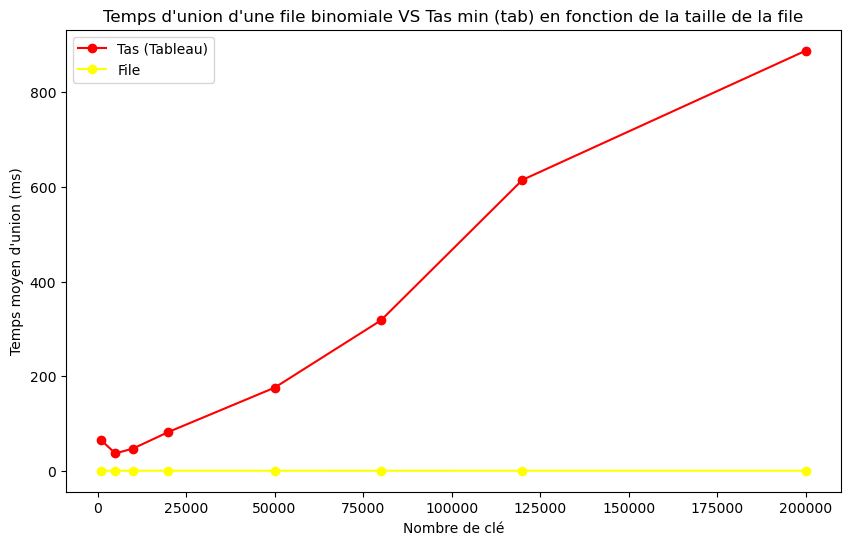 Temps d'union d'une file binomiale VS Tas min (tab) en fonction de la taille de la file
Tas (Tableau)
File
800
600
400
200
0
Temps moyen d'union (ms)
0 25000 50000 75000 100000 125000 150000 175000 200000
Nombre de clé